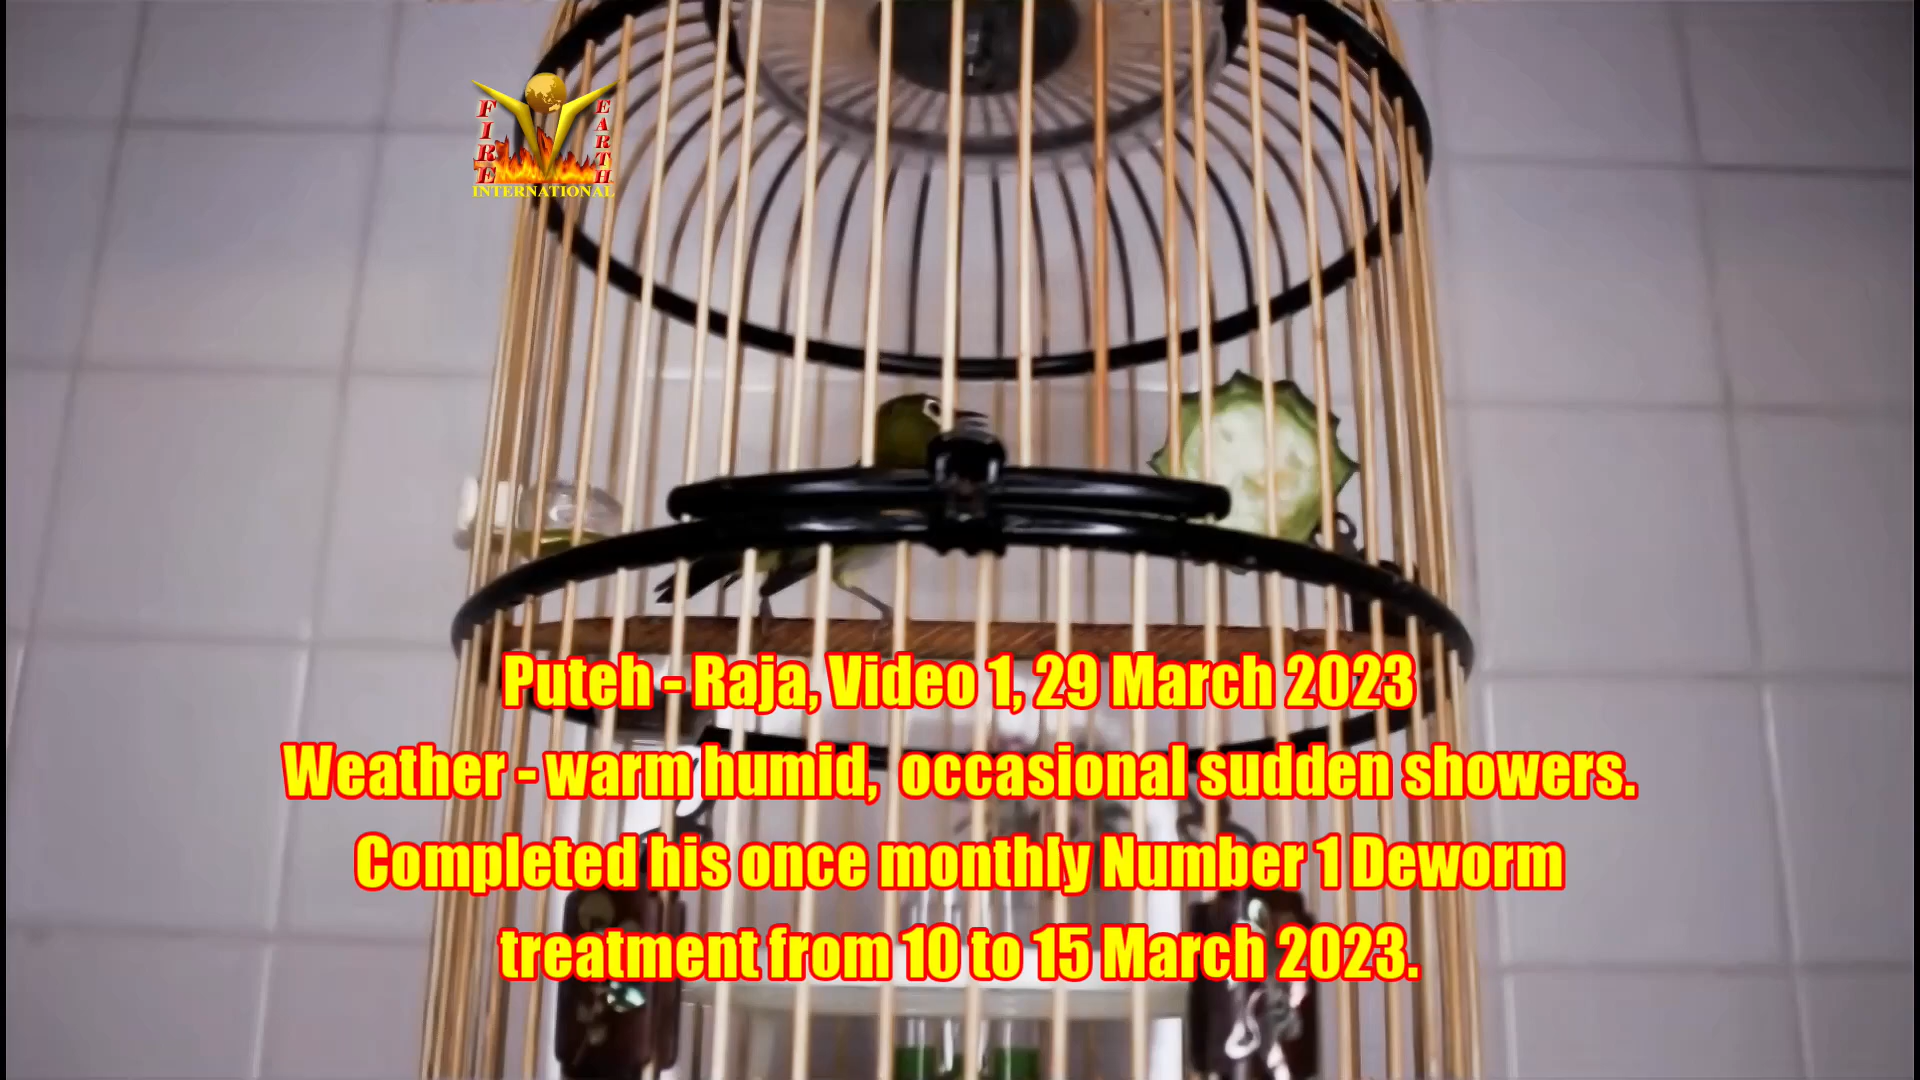 FIRE EARTH
INTERNATIONAL
Puteh - Raja, Video 1, 29 March 2023
Weather - warm humid, occasional sudden showers.
Completed his once monthly Number 1 Deworm
treatment from 10 to 15 March 2023.